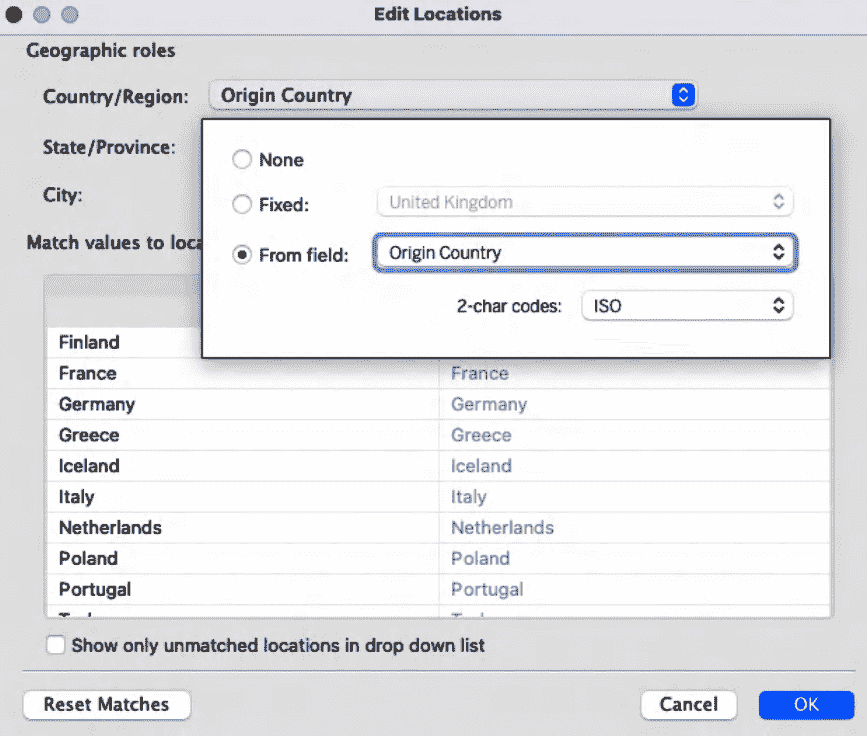 Edit Locations
Geographic roles
Country/Region: Origin Country
State/Province:
City:
None
Fixed: United Kingdom
From field: Origin Country
2-char codes: ISO
Match values to
Finland
France France
Germany Germany
Greece Greece
Iceland Iceland
Italy Italy
Netherlands Netherlands
Poland Poland
Portugal Portugal
Show only unmatched locations in drop down list
Reset Matches Cancel OK